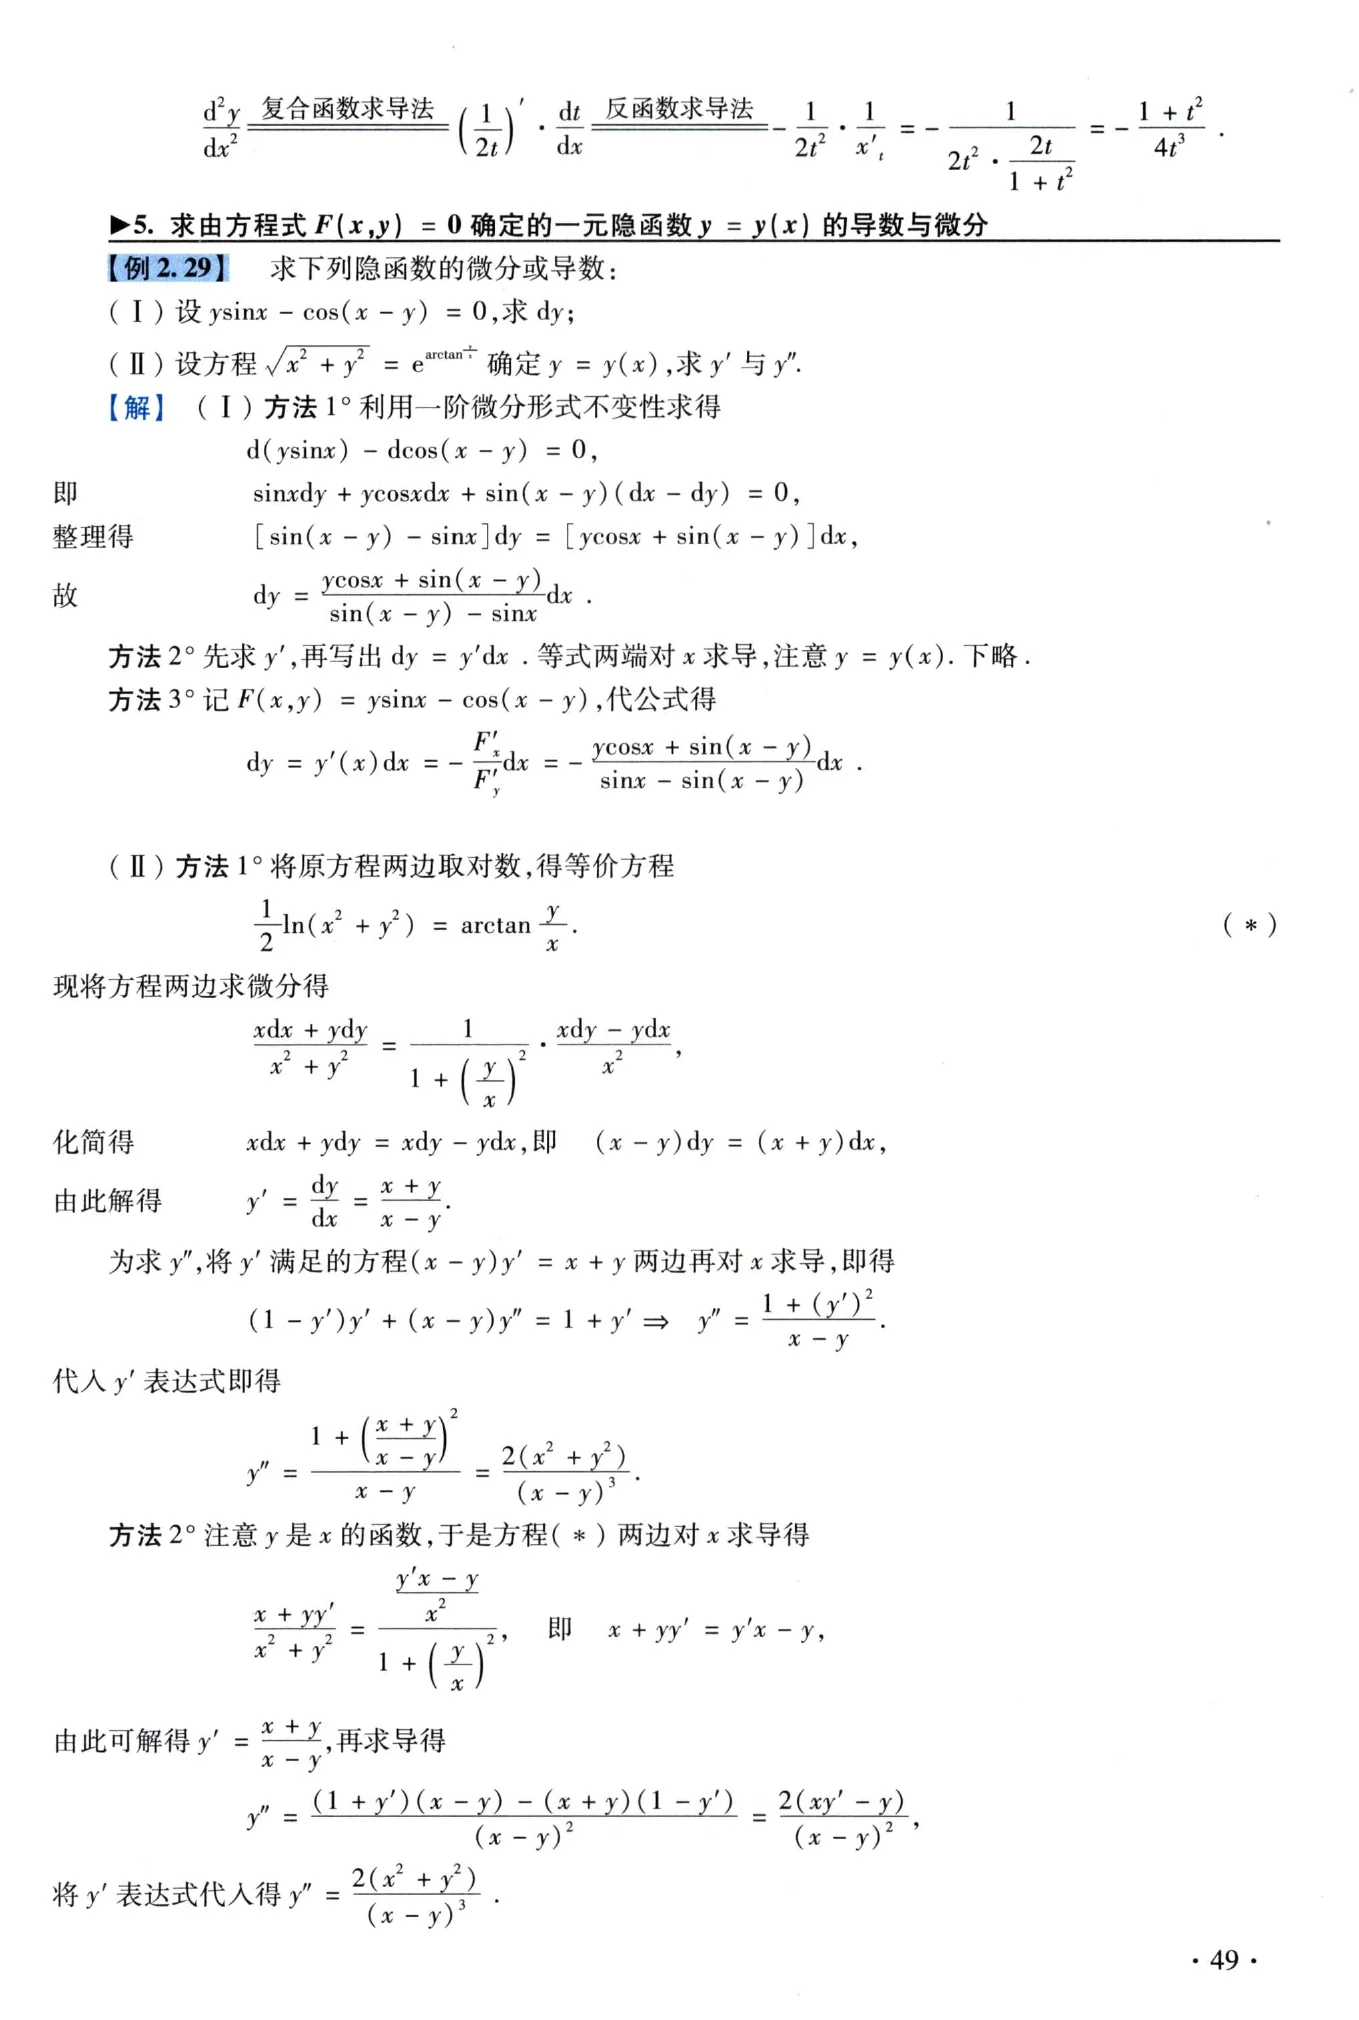 $\frac{d^2y}{dx^2} \xlongequal{复合函数求导法} \left(\frac{1}{2t}\right)' \cdot \frac{dt}{dx} \xlongequal{反函数求导法} -\frac{1}{2t^2} \cdot \frac{1}{x'_t} = -\frac{1}{2t^2 \cdot \frac{2t}{1+t^2}} = -\frac{1+t^2}{4t^3}.$
▶5. 求由方程式 F(x,y) = 0 确定的一元隐函数 y = y(x) 的导数与微分
【例 2.29】 求下列隐函数的微分或导数:
(Ⅰ)设 ysinx - cos(x - y) = 0,求 dy;
(Ⅱ)设方程 $\sqrt{x^2 + y^2} = e^{\arctan\frac{y}{x}}$ 确定 y = y(x),求 y′ 与 y″.
【解】 (Ⅰ)方法 1° 利用一阶微分形式不变性求得
d(ysinx) - dcos(x - y) = 0,
即 sinxdy + ycosxdx + sin(x - y)(dx - dy) = 0,
整理得 [sin(x - y) - sinx]dy = [ycosx + sin(x - y)]dx,
故 $dy = \frac{y\cos x + \sin(x - y)}{\sin(x - y) - \sin x}dx.$
方法 2° 先求 y′,再写出 dy = y′dx . 等式两端对 x 求导,注意 y = y(x). 下略.
方法 3° 记 F(x,y) = ysinx - cos(x - y),代公式得
$dy = y'(x)dx = -\frac{F'_x}{F'_y}dx = -\frac{y\cos x + \sin(x - y)}{\sin x - \sin(x - y)}dx.$
(Ⅱ)方法 1° 将原方程两边取对数,得等价方程
$\frac{1}{2}\ln(x^2 + y^2) = \arctan\frac{y}{x}.$ (*)
现将方程两边求微分得
$\frac{xdx + ydy}{x^2 + y^2} = \frac{1}{1 + \left(\frac{y}{x}\right)^2} \cdot \frac{xdy - ydx}{x^2},$
化简得 xdx + ydy = xdy - ydx,即 (x - y)dy = (x + y)dx,
由此解得 $y' = \frac{dy}{dx} = \frac{x + y}{x - y}.$
为求 y″,将 y′ 满足的方程(x - y)y′ = x + y 两边再对 x 求导,即得
$(1 - y')y' + (x - y)y'' = 1 + y' \Rightarrow y'' = \frac{1 + (y')^2}{x - y}.$
代入 y′ 表达式即得
$y'' = \frac{1 + \left(\frac{x + y}{x - y}\right)^2}{x - y} = \frac{2(x^2 + y^2)}{(x - y)^3}.$
方法 2° 注意 y 是 x 的函数,于是方程(*)两边对 x 求导得
$\frac{x + yy'}{x^2 + y^2} = \frac{\frac{y'x - y}{x^2}}{1 + \left(\frac{y}{x}\right)^2},$ 即 x + yy′ = y′x - y,
由此可解得 $y' = \frac{x + y}{x - y}$,再求导得
$y'' = \frac{(1 + y')(x - y) - (x + y)(1 - y')}{(x - y)^2} = \frac{2(xy' - y)}{(x - y)^2},$
将 y′ 表达式代入得 $y'' = \frac{2(x^2 + y^2)}{(x - y)^3}.$
· 49 ·